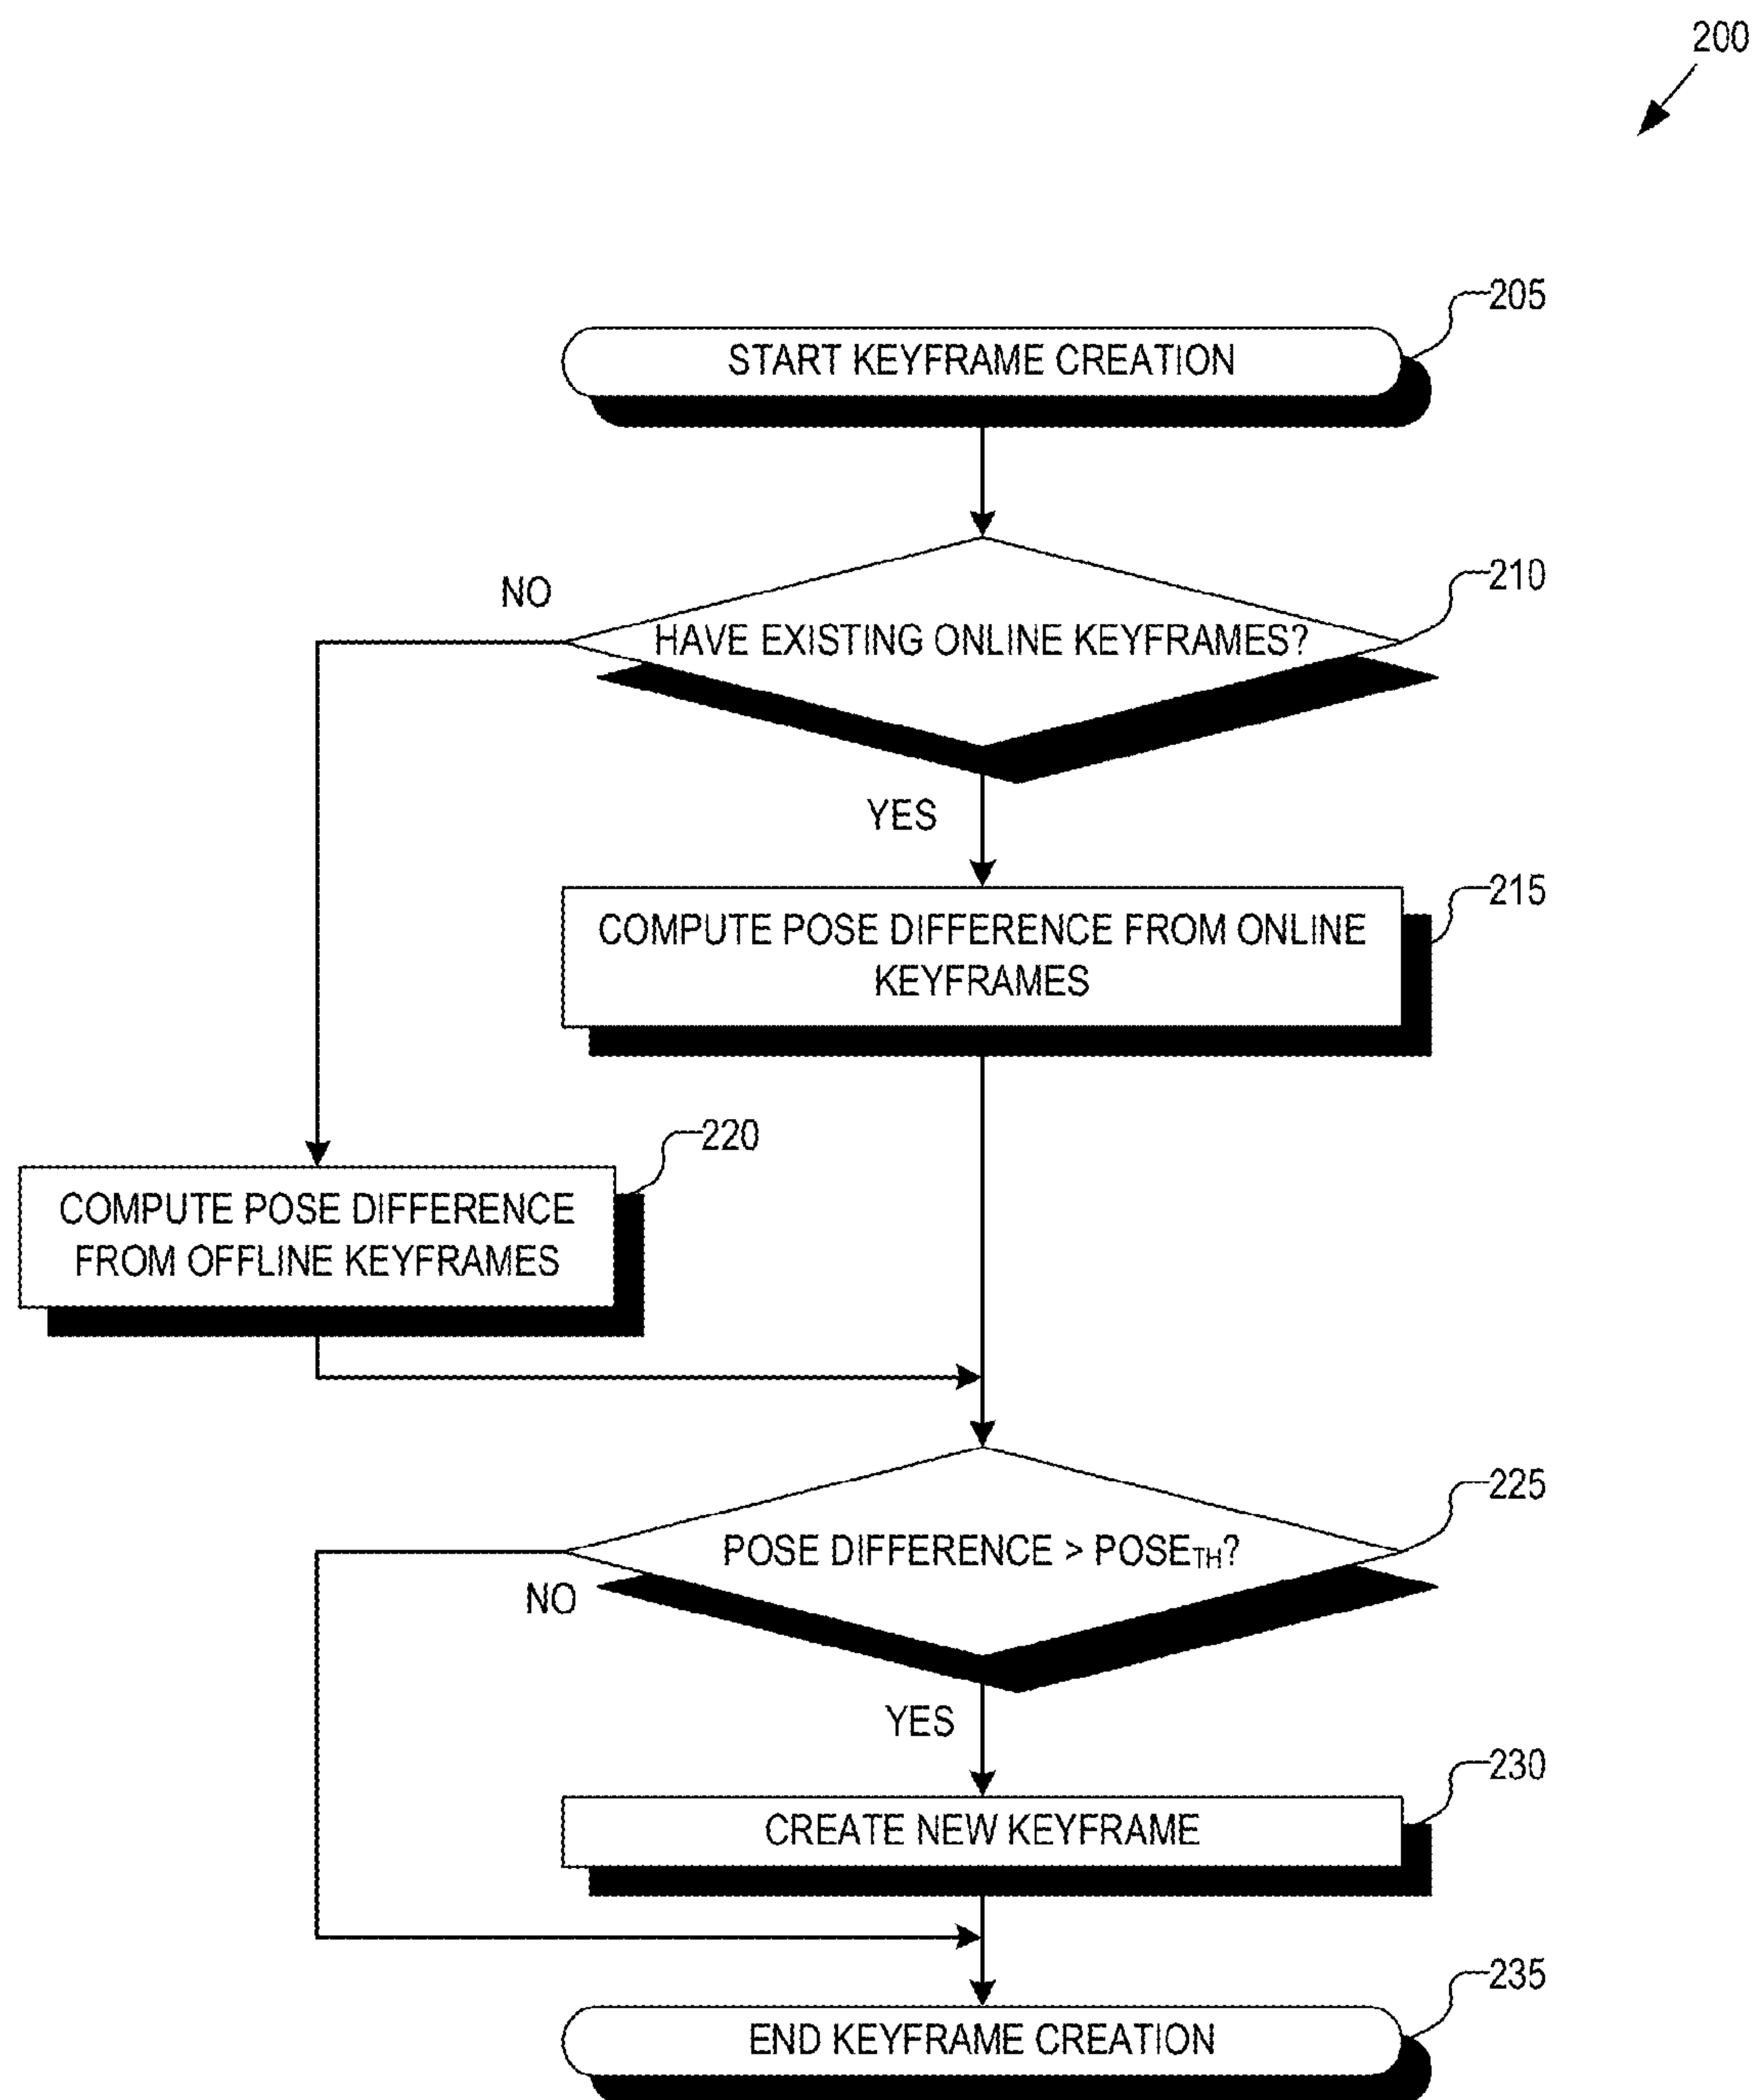 200
205
START KEYFRAME CREATION
NO
210
HAVE EXISTING ONLINE KEYFRAMES?
YES
215
COMPUTE POSE DIFFERENCE FROM ONLINE
KEYFRAMES
220
COMPUTE POSE DIFFERENCE
FROM OFFLINE KEYFRAMES
225
POSE DIFFERENCE > POSETH?
NO
YES
230
CREATE NEW KEYFRAME
235
END KEYFRAME CREATION